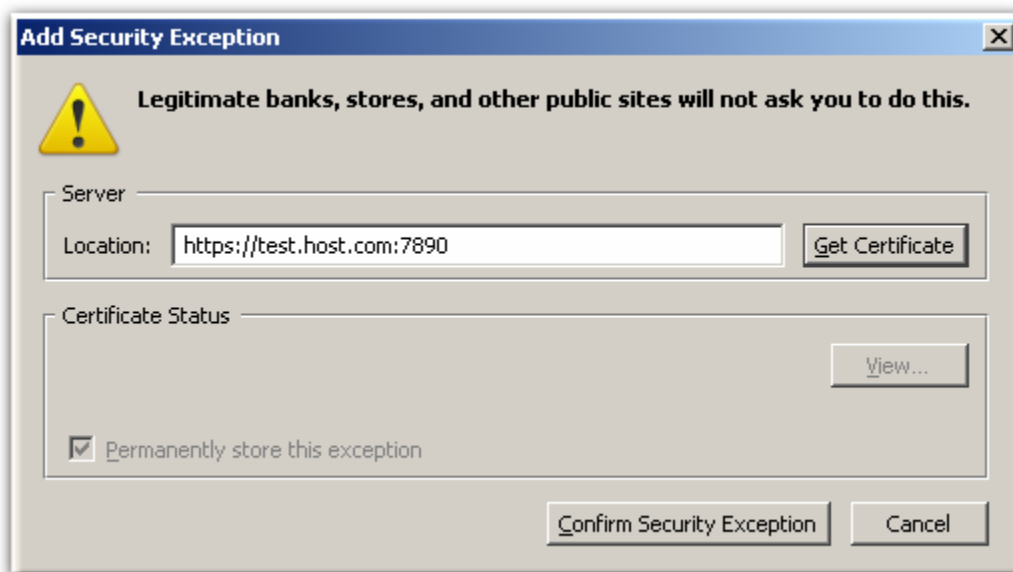 Add Security Exception
Legitimate banks, stores, and other public sites will not ask you to do this.
Server
Location: https://test.host.com:7890 Get Certificate
Certificate Status
View...
Permanently store this exception
Confirm Security Exception Cancel